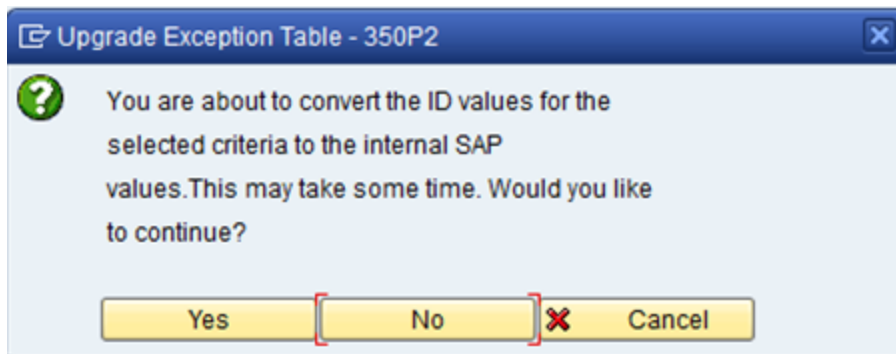 Upgrade Exception Table - 350P2
You are about to convert the ID values for the
selected criteria to the internal SAP
values.This may take some time. Would you like
to continue?
Yes No Cancel